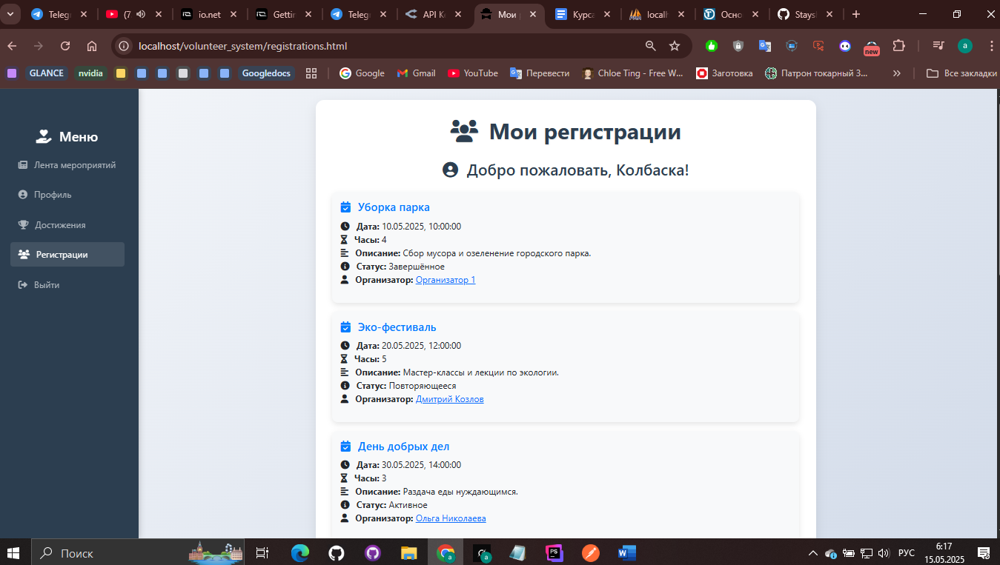 Telegr
(7
io.net
Gettin
Telegr
API Ke
Мои р
Курса
localh
Осно
Stays
localhost/volunteer_system/registrations.html
new
a
GLANCE
nvidia
Googledocs
Google
Gmail
YouTube
Перевести
Chloe Ting - Free W...
Заготовка
Патрон токарный 3...
Все закладки
Меню
Лента мероприятий
Профиль
Достижения
Регистрации
Выйти
Мои регистрации
Добро пожаловать, Колбаска!
Уборка парка
Дата: 10.05.2025, 10:00:00
Часы: 4
Описание: Сбор мусора и озеленение городского парка.
Статус: Завершённое
Организатор: Организатор 1
Эко-фестиваль
Дата: 20.05.2025, 12:00:00
Часы: 5
Описание: Мастер-классы и лекции по экологии.
Статус: Повторяющееся
Организатор: Дмитрий Козлов
День добрых дел
Дата: 30.05.2025, 14:00:00
Часы: 3
Описание: Раздача еды нуждающимся.
Статус: Активное
Организатор: Ольга Николаева
Поиск
РУС
6:17
15.05.2025